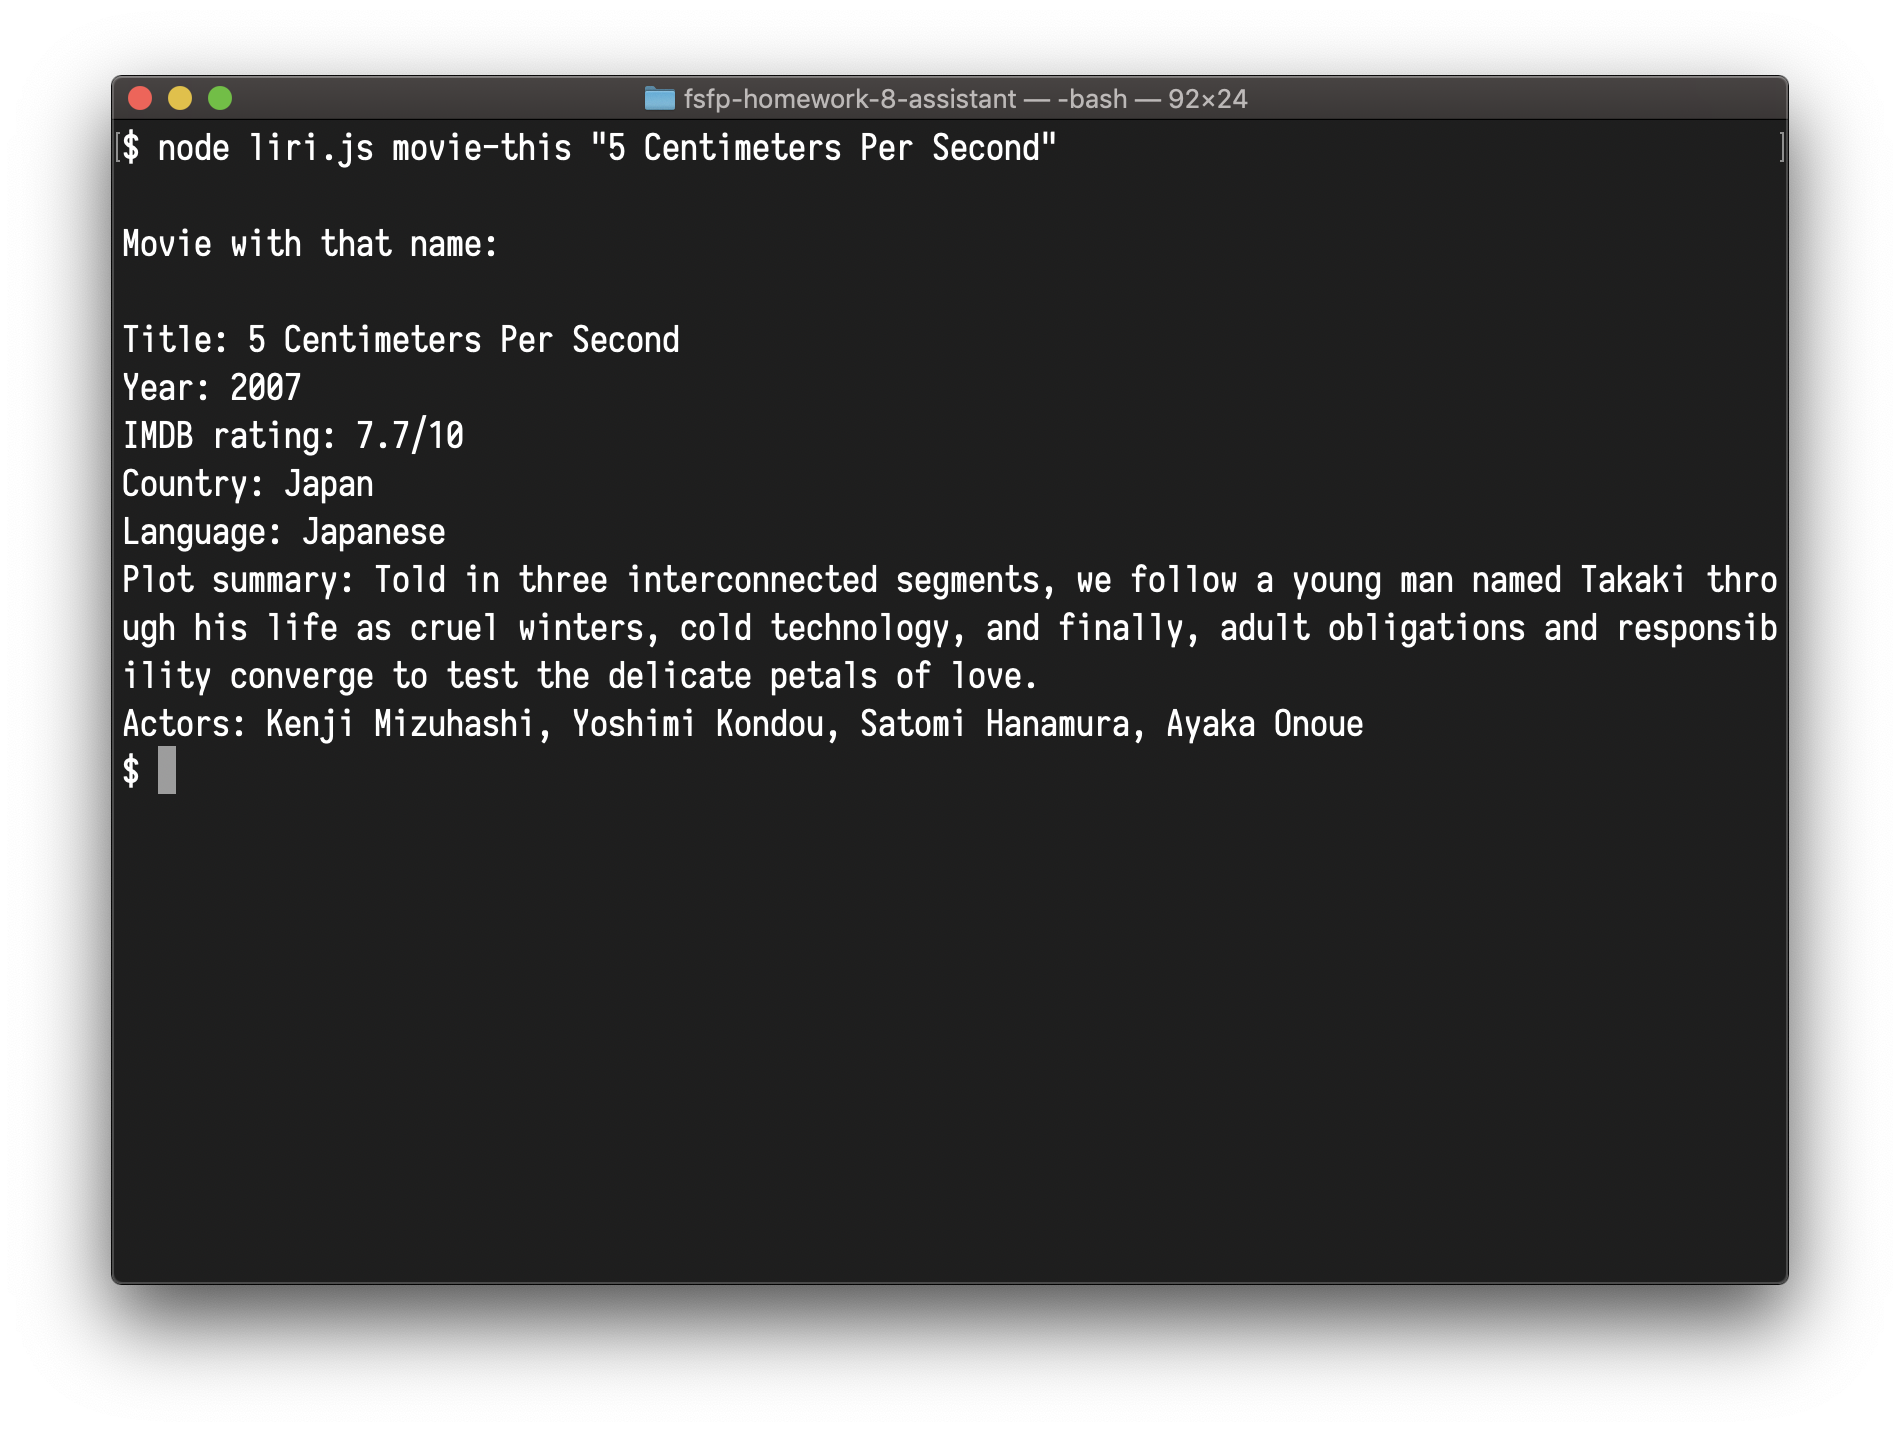 fsfp-homework-8-assistant — -bash — 92×24
[$ node liri.js movie-this "5 Centimeters Per Second" ]
Movie with that name:
Title: 5 Centimeters Per Second
Year: 2007
IMDB rating: 7.7/10
Country: Japan
Language: Japanese
Plot summary: Told in three interconnected segments, we follow a young man named Takaki thro
ugh his life as cruel winters, cold technology, and finally, adult obligations and responsib
ility converge to test the delicate petals of love.
Actors: Kenji Mizuhashi, Yoshimi Kondou, Satomi Hanamura, Ayaka Onoue
$